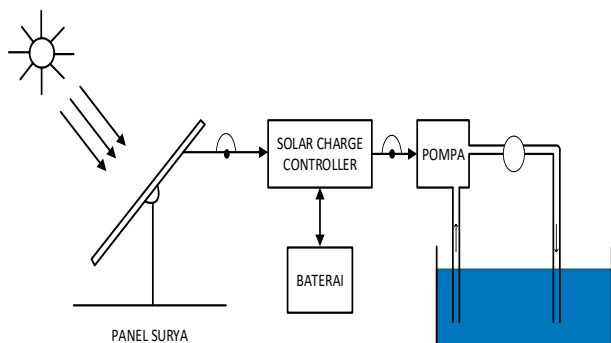 SOLAR CHARGE
CONTROLLER
POMPA
BATERAI
PANEL SURYA